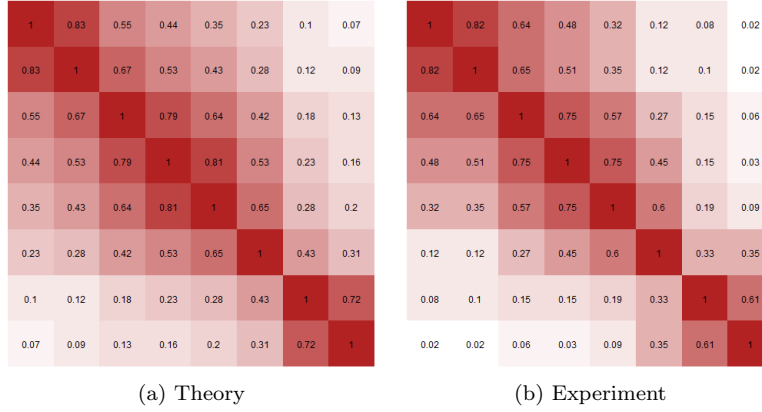 1 0.83 0.55 0.44 0.35 0.23 0.1 0.07
0.83 1 0.67 0.53 0.43 0.28 0.12 0.09
0.55 0.67 1 0.79 0.64 0.42 0.18 0.13
0.44 0.53 0.79 1 0.81 0.53 0.23 0.16
0.35 0.43 0.64 0.81 1 0.65 0.28 0.2
0.23 0.28 0.42 0.53 0.65 1 0.43 0.31
0.1 0.12 0.18 0.23 0.28 0.43 1 0.72
0.07 0.09 0.13 0.16 0.2 0.31 0.72 1
(a) Theory
1 0.82 0.64 0.48 0.32 0.12 0.08 0.02
0.82 1 0.65 0.51 0.35 0.12 0.1 0.02
0.64 0.65 1 0.75 0.57 0.27 0.15 0.06
0.48 0.51 0.75 1 0.75 0.45 0.15 0.03
0.32 0.35 0.57 0.75 1 0.6 0.19 0.09
0.12 0.12 0.27 0.45 0.6 1 0.33 0.35
0.08 0.1 0.15 0.15 0.19 0.33 1 0.61
0.02 0.02 0.06 0.03 0.09 0.35 0.61 1
(b) Experiment